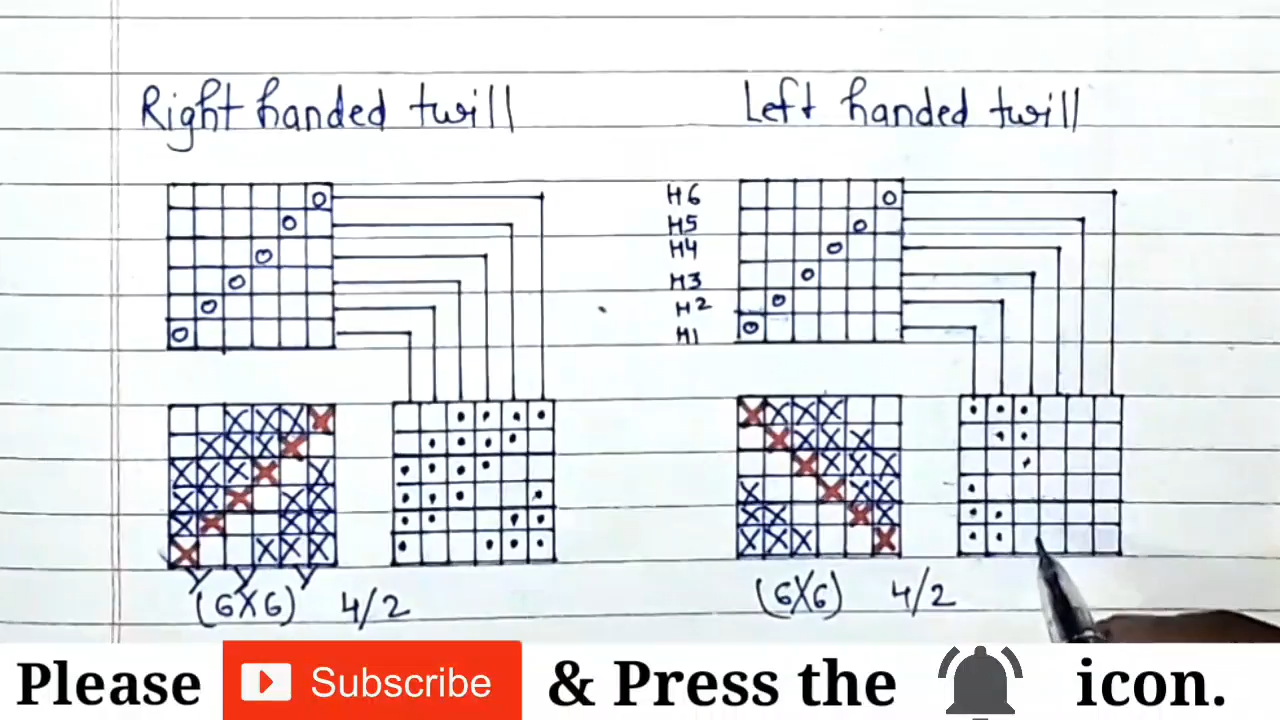 Right handed twill
Left handed twill
H6
H5
H4
H3
H2
H1
(6X6) 4/2
(6X6) 4/2
Please Subscribe & Press the icon.